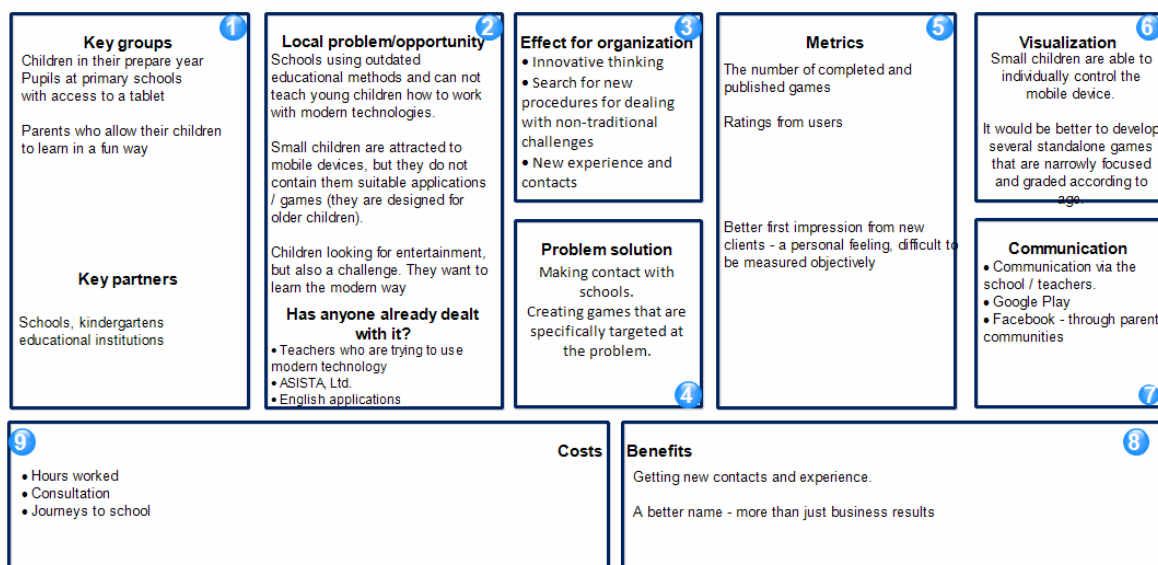 1
Key groups
Children in their prepare year
Pupils at primary schools
with access to a tablet
Parents who allow their children
to learn in a fun way
Key partners
Schools, kindergartens
educational institutions
2
Local problem/opportunity
Schools using outdated
educational methods and can not
teach young children how to work
with modern technologies.
Small children are attracted to
mobile devices, but they do not
contain them suitable applications
/ games (they are designed for
older children).
Children looking for entertainment,
but also a challenge. They want to
learn the modern way
Has anyone already dealt
with it?
• Teachers who are trying to use
modern technology
• ASISTA, Ltd.
• English applications
3
Effect for organization
• Innovative thinking
• Search for new
procedures for dealing
with non-traditional
challenges
• New experience and
contacts
Problem solution
Making contact with
schools.
Creating games that are
specifically targeted at
the problem.
4
5
Metrics
The number of completed and
published games
Ratings from users
Better first impression from new
clients - a personal feeling, difficult to
be measured objectively
6
Visualization
Small children are able to
individually control the
mobile device.
It would be better to develop
several standalone games
that are narrowly focused
and graded according to
age.
Communication
• Communication via the
school / teachers.
• Google Play
• Facebook - through parent
communities
7
9
Costs
• Hours worked
• Consultation
• Journeys to school
8
Benefits
Getting new contacts and experience.
A better name - more than just business results